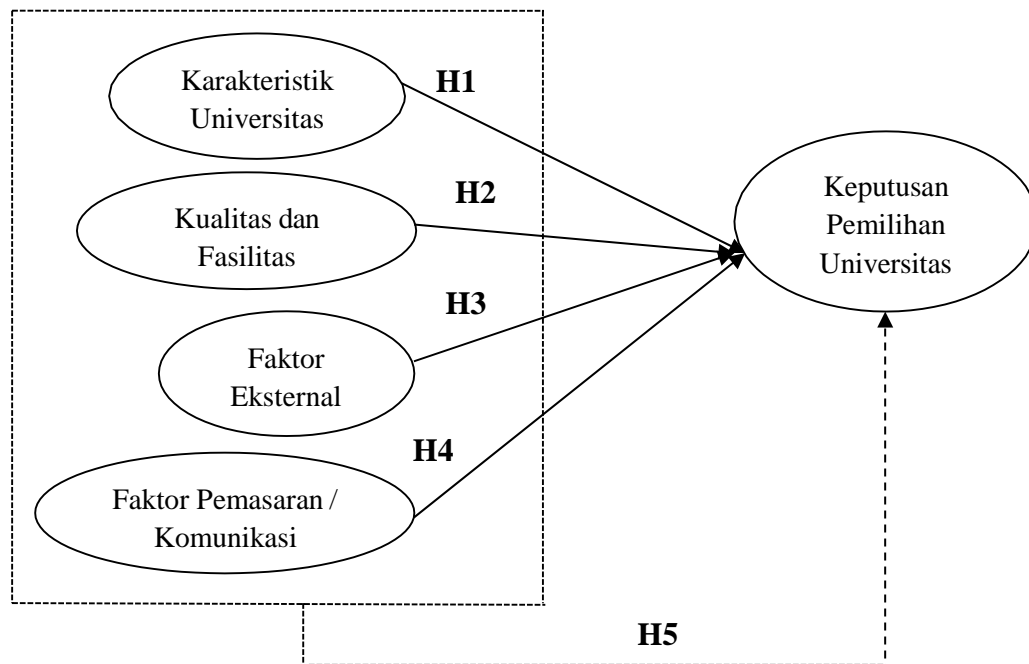 Karakteristik
Universitas
H1
Kualitas dan
Fasilitas
H2
Faktor
Eksternal
H3
Faktor Pemasaran /
Komunikasi
H4
Keputusan
Pemilihan
Universitas
H5